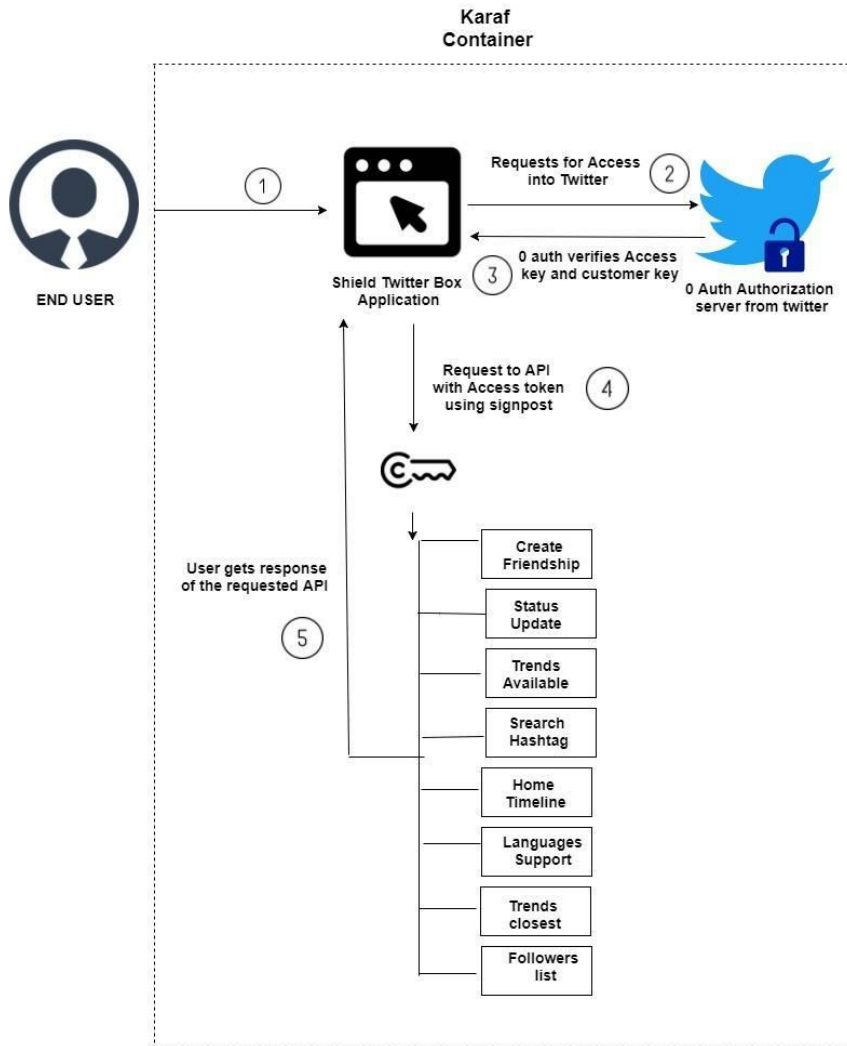 Karaf
Container
1
Requests for Access
into Twitter
2
END USER
Shield Twitter Box
Application
3
0 auth verifies Access
key and customer key
0 Auth Authorization
server from twitter
Request to API
with Access token
using signpost
4
C
User gets response
of the requested API
5
Create
Friendship
Status
Update
Trends
Available
Srearch
Hashtag
Home
Timeline
Languages
Support
Trends
closest
Followers
list